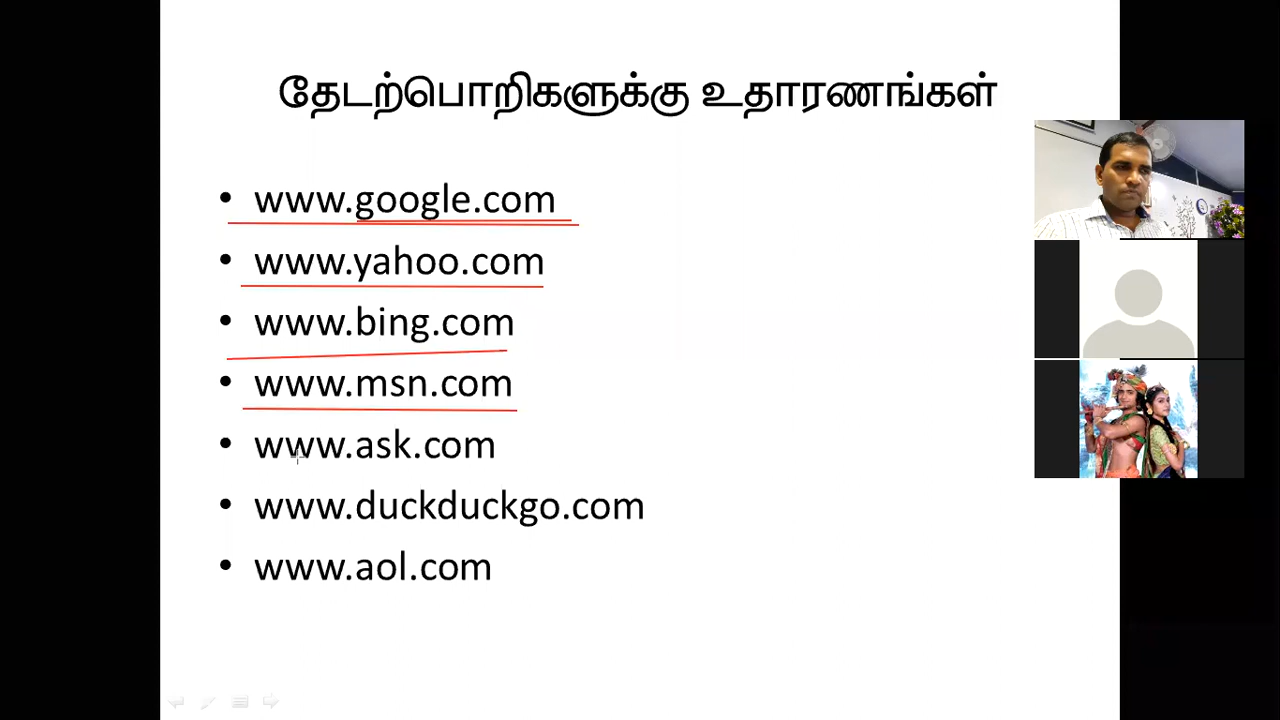 தேடற்பொறிகளுக்கு உதாரணங்கள்
• www.google.com
• www.yahoo.com
• www.bing.com
• www.msn.com
• www.ask.com
• www.duckduckgo.com
• www.aol.com